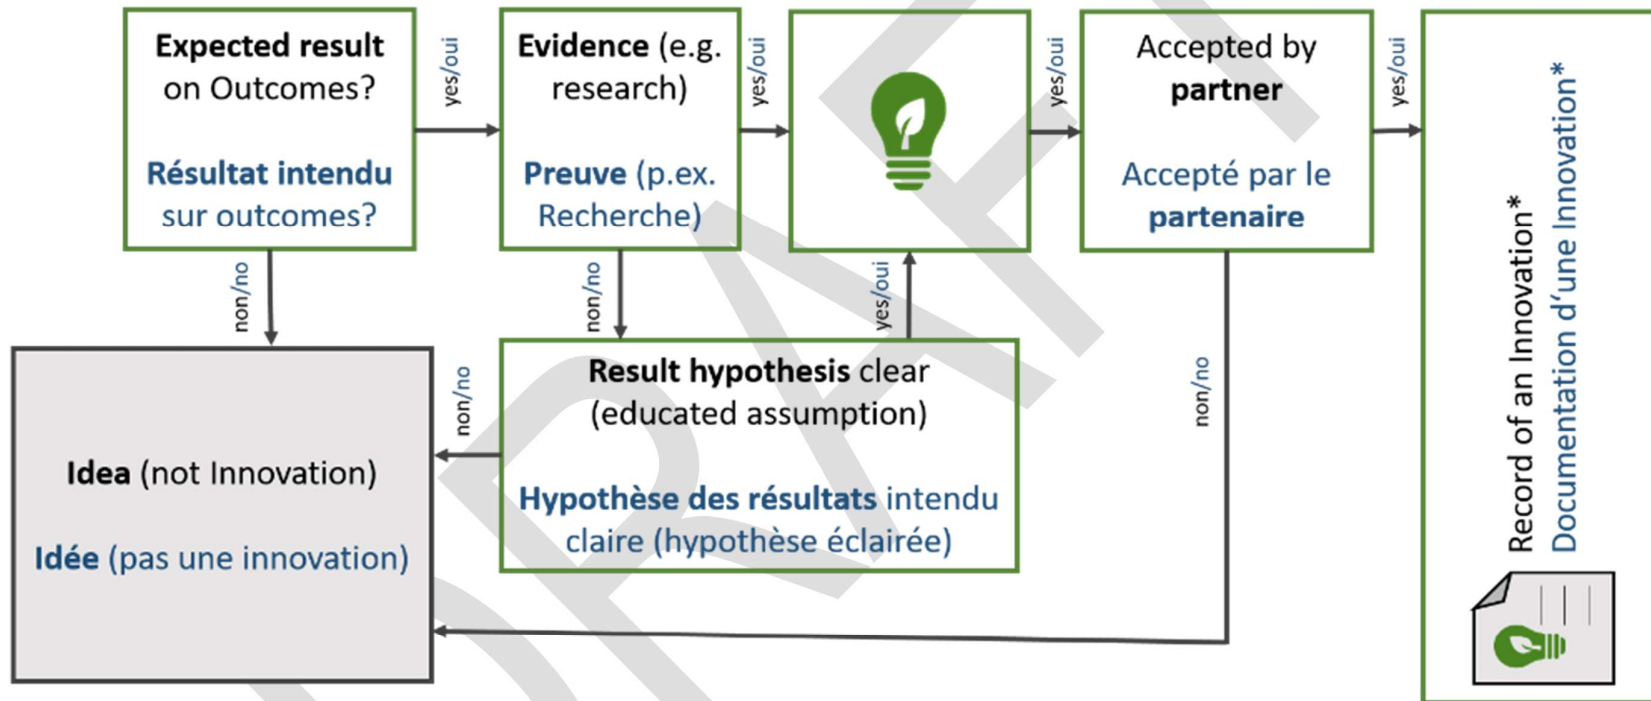 Expected result
on Outcomes?
Résultat intendu
sur outcomes?
yes/oui
Evidence (e.g.
research)
Preuve (p.ex.
Recherche)
yes/oui
yes/oui
Accepted by
partner
Accepté par le
partenaire
yes/oui
Record of an Innovation*
Documentation d‘une Innovation*
non/no
non/no
yes/oui
non/no
Idea (not Innovation)
Idée (pas une innovation)
non/no
Result hypothesis clear
(educated assumption)
Hypothèse des résultats intendu
claire (hypothèse éclairée)
DRAFT